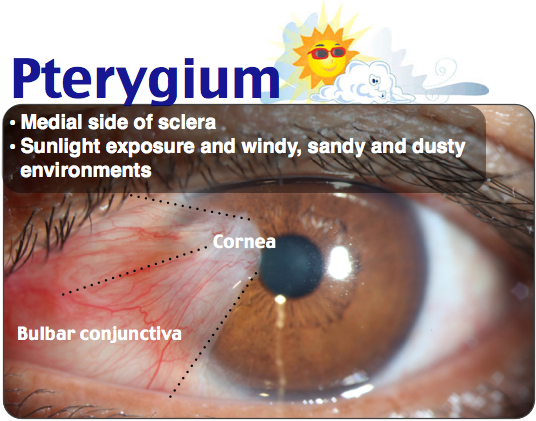 Pterygium
• Medial side of sclera
• Sunlight exposure and windy, sandy and dusty
environments
Cornea
Bulbar conjunctiva